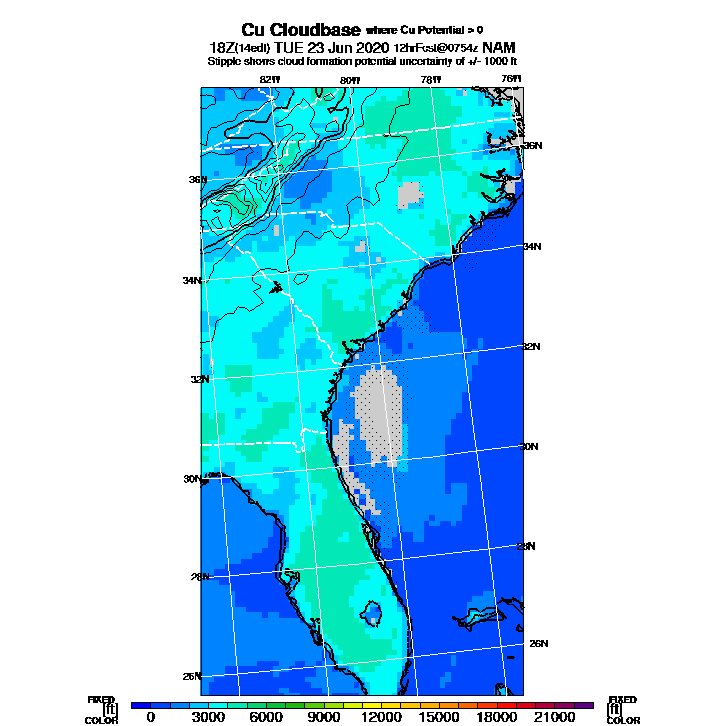 Cu Cloudbase where Cu Potential > 0
18Z(14edt) TUE 23 Jun 2020 12hrFcst@0754z NAM
Stipple shows cloud formation potential uncertainty of +/- 1000 ft
82W 80W 78W 76W
36N
36N
34N
34N
32N
32N
30N
30N
28N
28N
26N
26N
FIXED FIXED
[ft] [ft]
COLOR 0 3000 6000 9000 12000 15000 18000 21000 COLOR